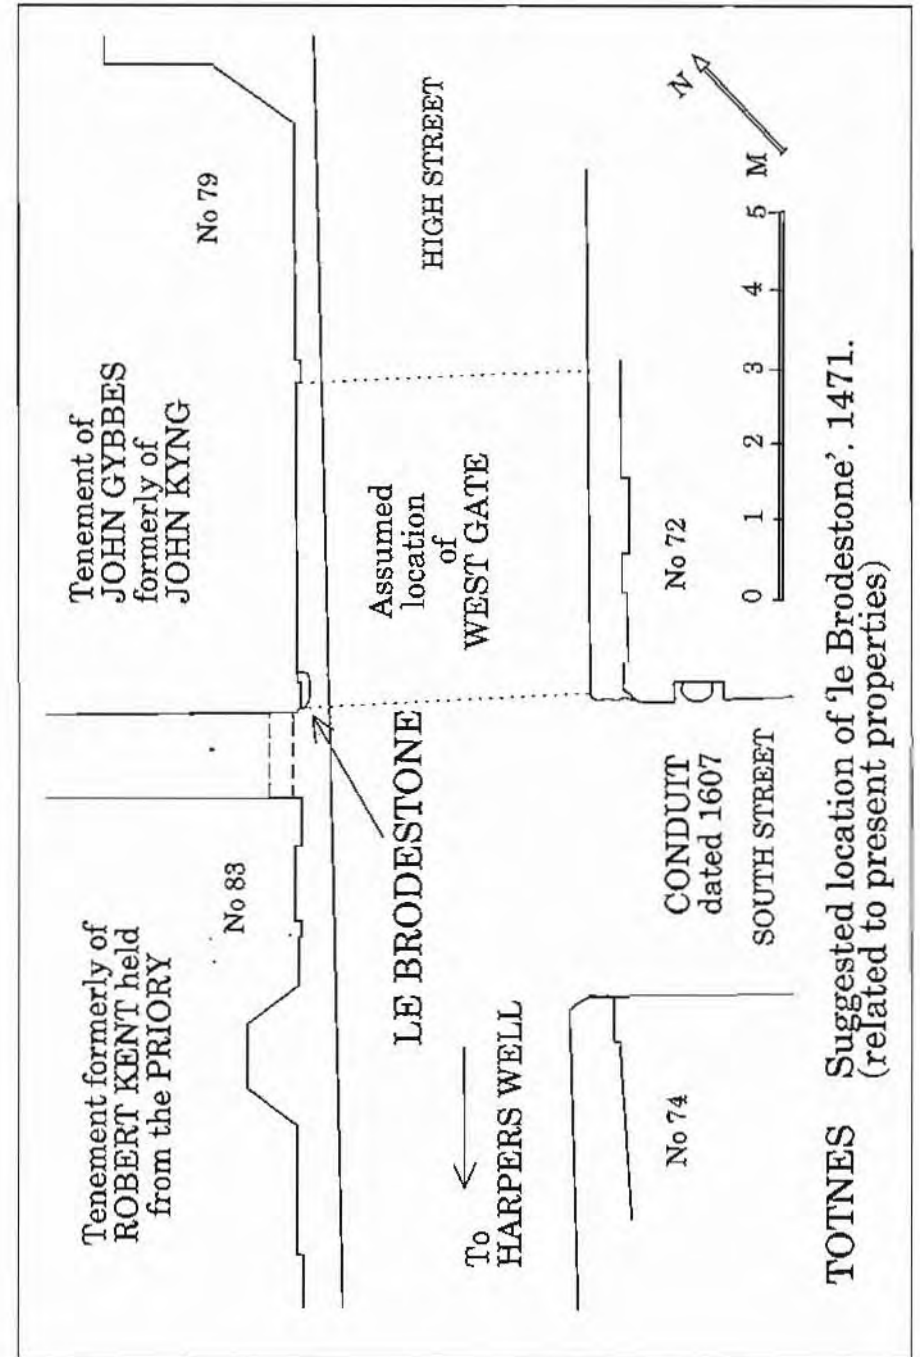 Tenement formerly of
ROBERT KENT held
from the PRIORY
No 83
Tenement of
JOHN GYBBES
formerly of
JOHN KYNG
No 79
LE BRODESTONE
Assumed
location
of
WEST GATE
HIGH STREET
To
HARPERS WELL
No 74
CONDUIT
dated 1607
SOUTH STREET
No 72
0 1 2 3 4 5 M
N
TOTNES Suggested location of 'le Brodestone'. 1471.
(related to present properties)